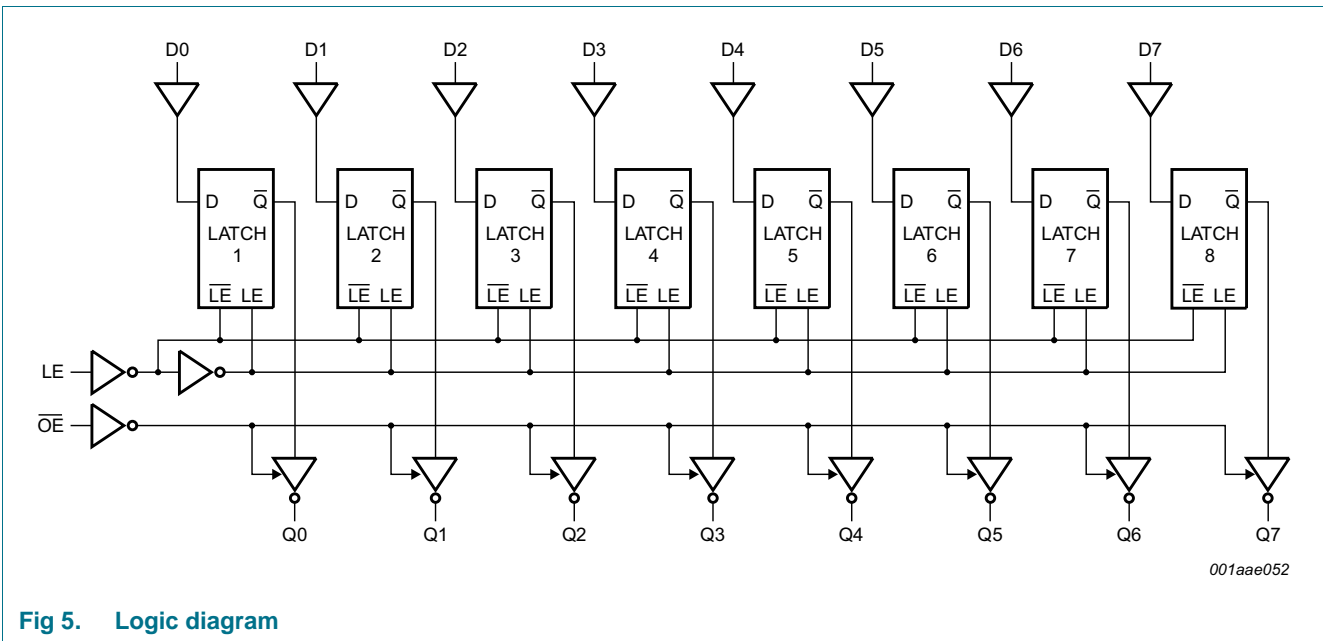 D0 D1 D2 D3 D4 D5 D6 D7
D Q̅ D Q̅ D Q̅ D Q̅ D Q̅ D Q̅ D Q̅ D Q̅
LATCH LATCH LATCH LATCH LATCH LATCH LATCH LATCH
1 2 3 4 5 6 7 8
L̅E̅ LE L̅E̅ LE L̅E̅ LE L̅E̅ LE L̅E̅ LE L̅E̅ LE L̅E̅ LE L̅E̅ LE
LE
O̅E̅
Q0 Q1 Q2 Q3 Q4 Q5 Q6 Q7
001aae052
Fig 5. Logic diagram